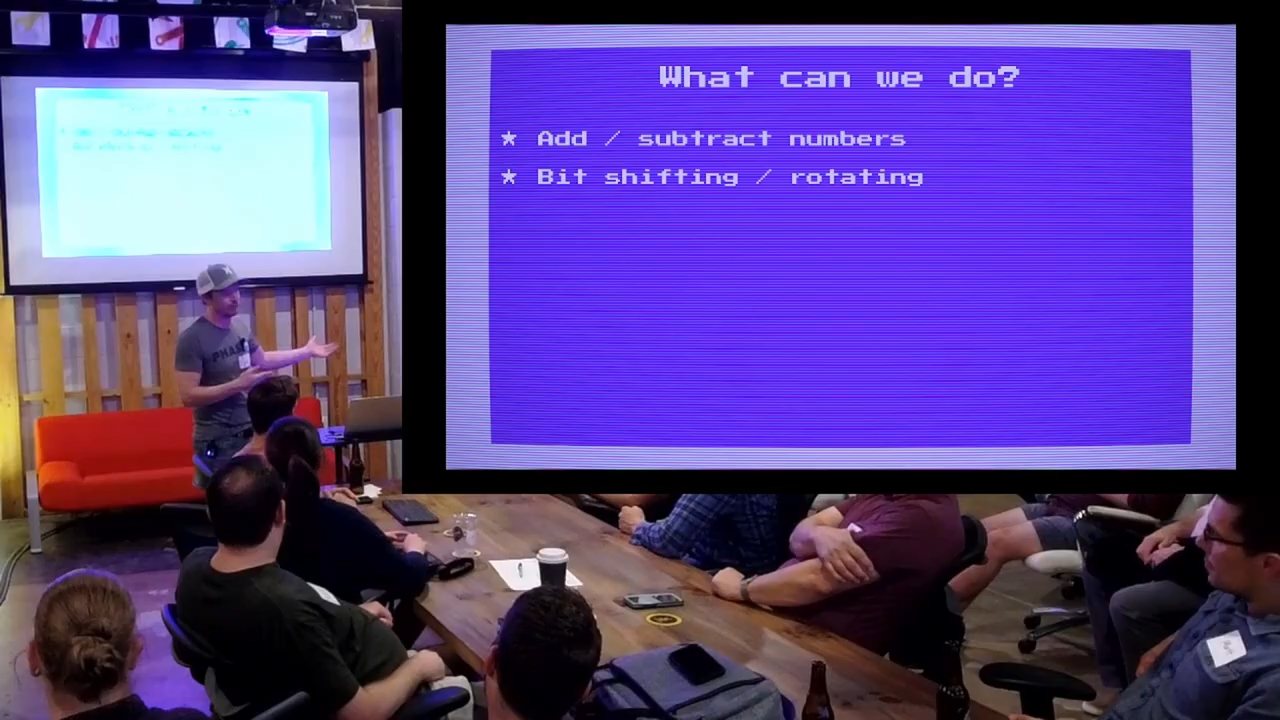 What can we do?
★ Add / subtract numbers
★ Bit shifting / rotating